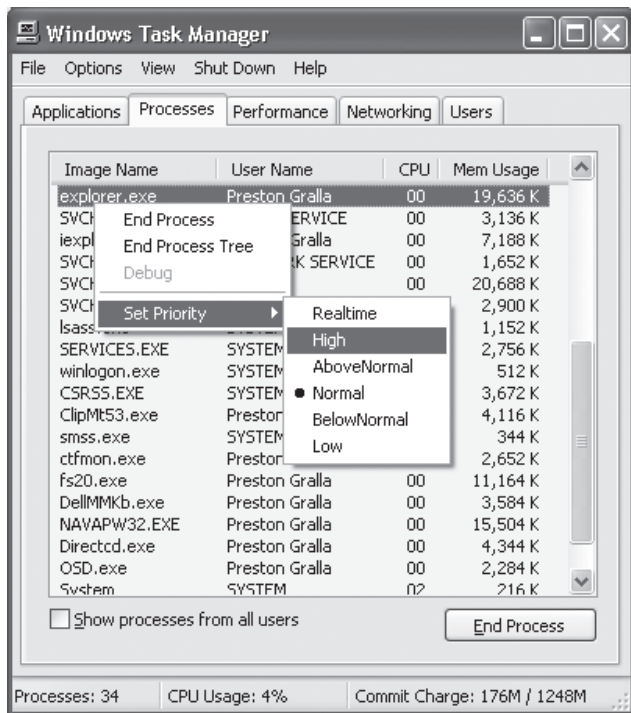 Windows Task Manager
File Options View Shut Down Help
Applications Processes Performance Networking Users
Image Name User Name CPU Mem Usage
explorer.exe Preston Gralla 00 19,636 K
SVCH ERVICE 00 3,136 K
End Process
iexpl Gralla 00 7,188 K
End Process Tree
SVCH RK SERVICE 00 1,652 K
Debug
SVCH 00 20,688 K
SVCH 2,900 K
Set Priority
Realtime
lsass 1,152 K
High
SERVICES.EXE SYSTEM 2,756 K
AboveNormal
winlogon.exe SYSTEM 512 K
Normal
CSRSS.EXE SYSTEM 3,672 K
BelowNormal
ClipMt53.exe Preston 4,116 K
Low
smss.exe SYSTEM 344 K
ctfmon.exe Preston 2,652 K
fs20.exe Preston Gralla 00 11,164 K
DellMMKb.exe Preston Gralla 00 3,584 K
NAVAPW32.EXE Preston Gralla 00 15,504 K
Directcd.exe Preston Gralla 00 4,344 K
OSD.exe Preston Gralla 00 2,284 K
System SYSTEM 02 216 K
Show processes from all users
End Process
Processes: 34 CPU Usage: 4% Commit Charge: 176M / 1248M